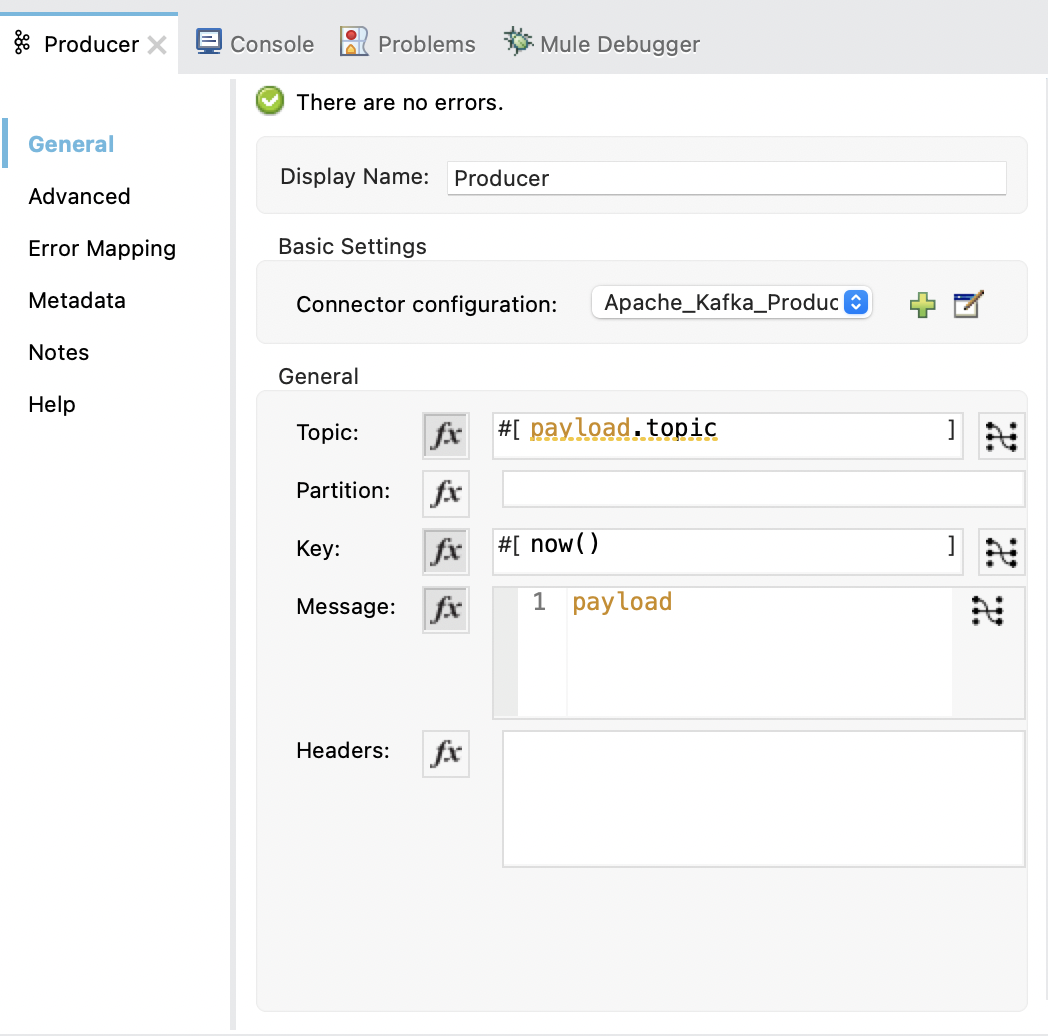 Producer Console Problems Mule Debugger
There are no errors.
General
Advanced
Error Mapping
Metadata
Notes
Help
Display Name: Producer
Basic Settings
Connector configuration: Apache_Kafka_Produc
General
Topic: fx #[ payload.topic ]
Partition: fx
Key: fx #[ now() ]
Message: fx 1 payload
Headers: fx